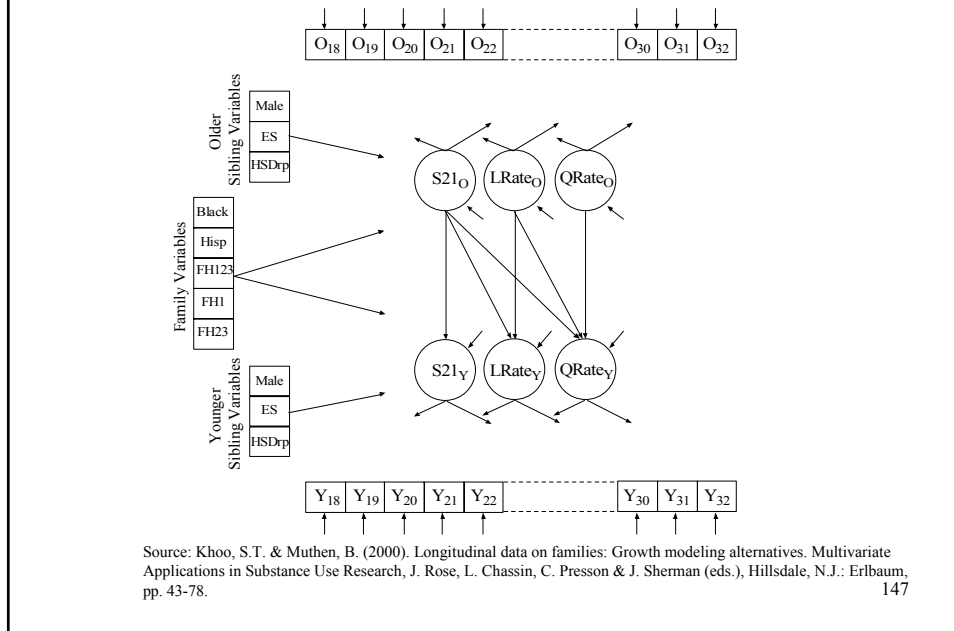 O18 O19 O20 O21 O22 O30 O31 O32
Older
Sibling Variables
Male
ES
HSDrp
S21O LRateO QRateO
Family Variables
Black
Hisp
FH123
FH1
FH23
S21Y LRateY QRateY
Younger
Sibling Variables
Male
ES
HSDrp
Y18 Y19 Y20 Y21 Y22 Y30 Y31 Y32
Source: Khoo, S.T. & Muthen, B. (2000). Longitudinal data on families: Growth modeling alternatives. Multivariate
Applications in Substance Use Research, J. Rose, L. Chassin, C. Presson & J. Sherman (eds.), Hillsdale, N.J.: Erlbaum,
pp. 43-78.
147